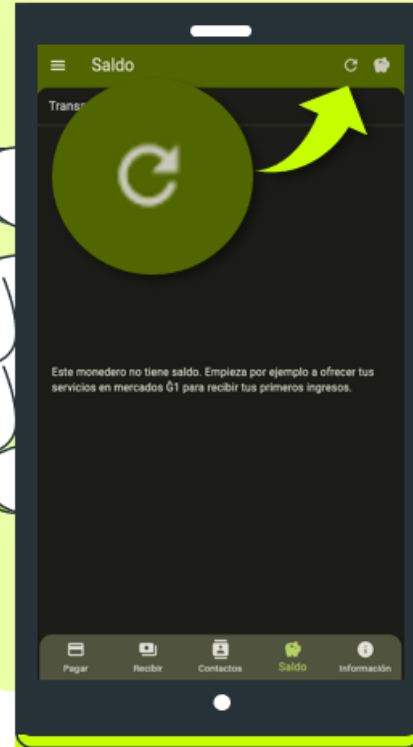 Saldo
Este monedero no tiene saldo. Empieza por ejemplo a ofrecer tus
servicios en mercados Ğ1 para recibir tus primeros ingresos.
Pagar
Recibir
Contactos
Saldo
Información